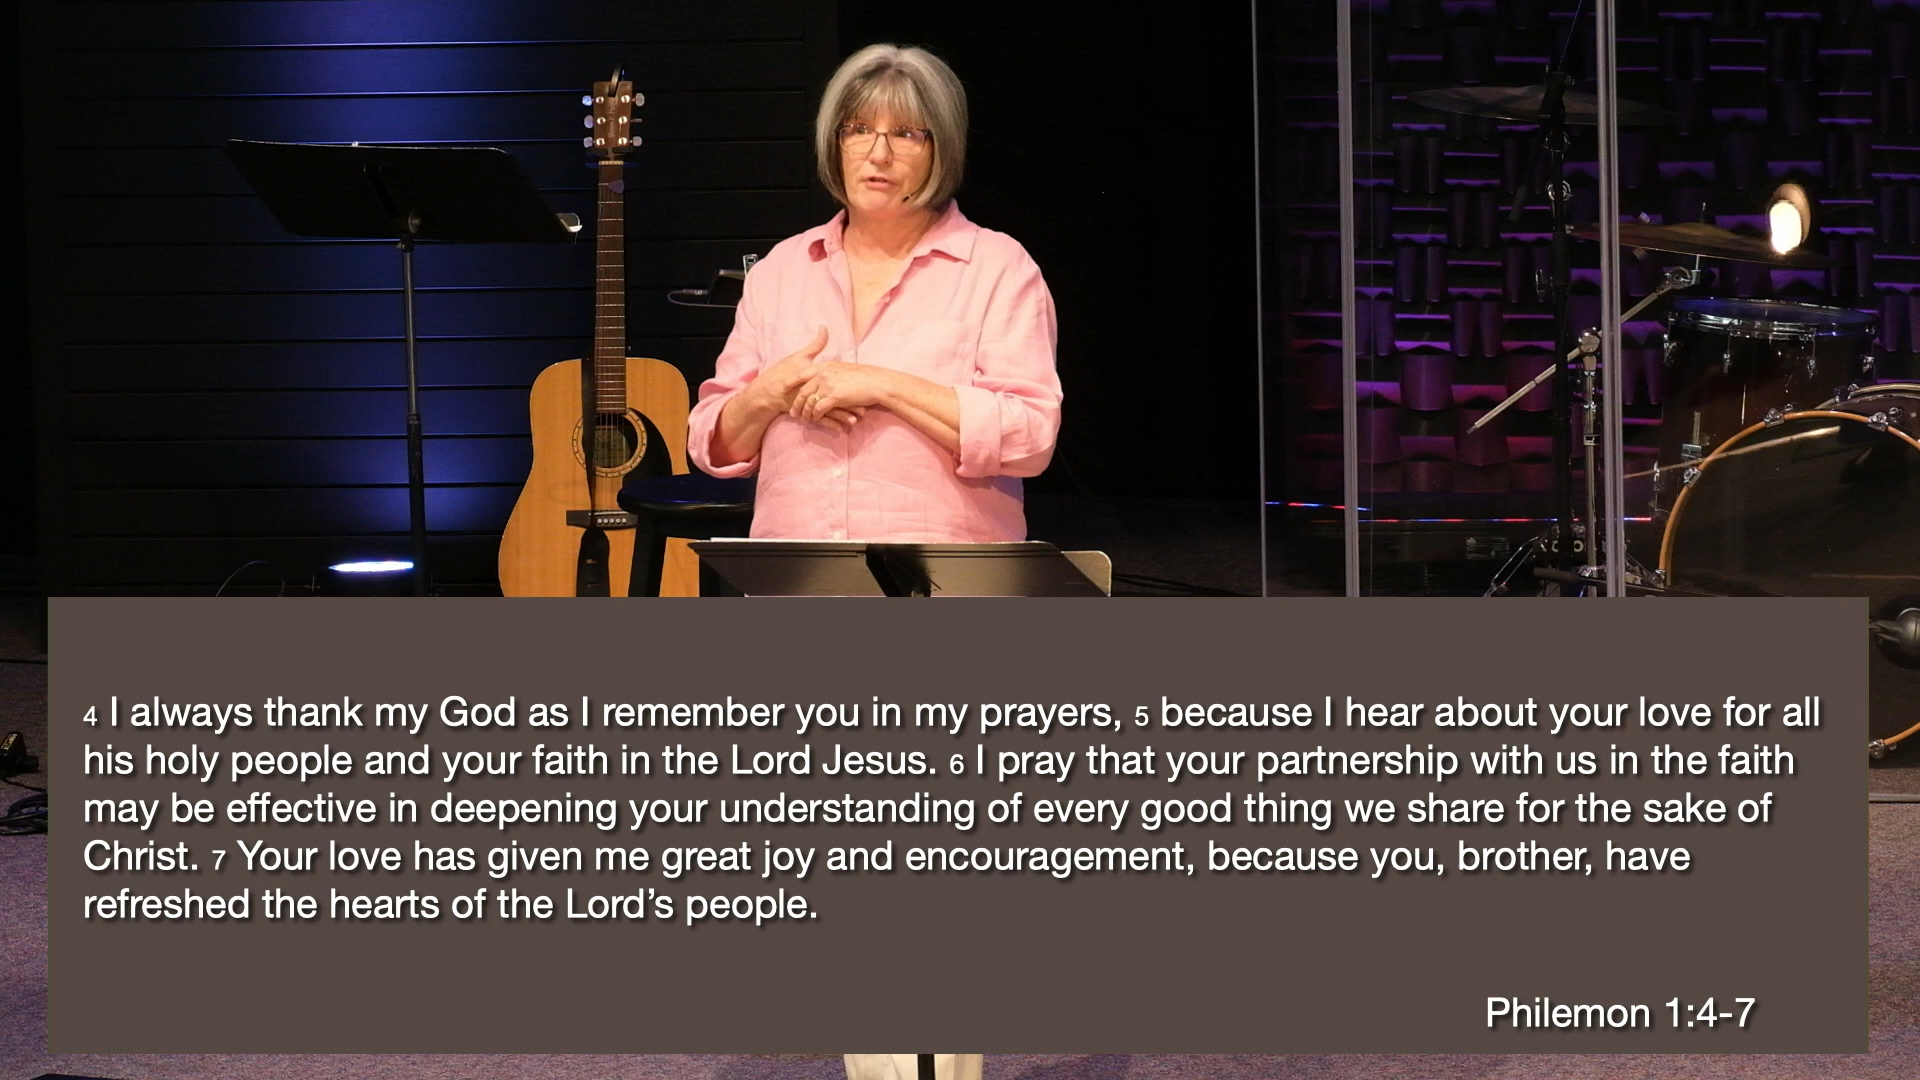 4 I always thank my God as I remember you in my prayers, 5 because I hear about your love for all
his holy people and your faith in the Lord Jesus. 6 I pray that your partnership with us in the faith
may be effective in deepening your understanding of every good thing we share for the sake of
Christ. 7 Your love has given me great joy and encouragement, because you, brother, have
refreshed the hearts of the Lord’s people.
Philemon 1:4-7